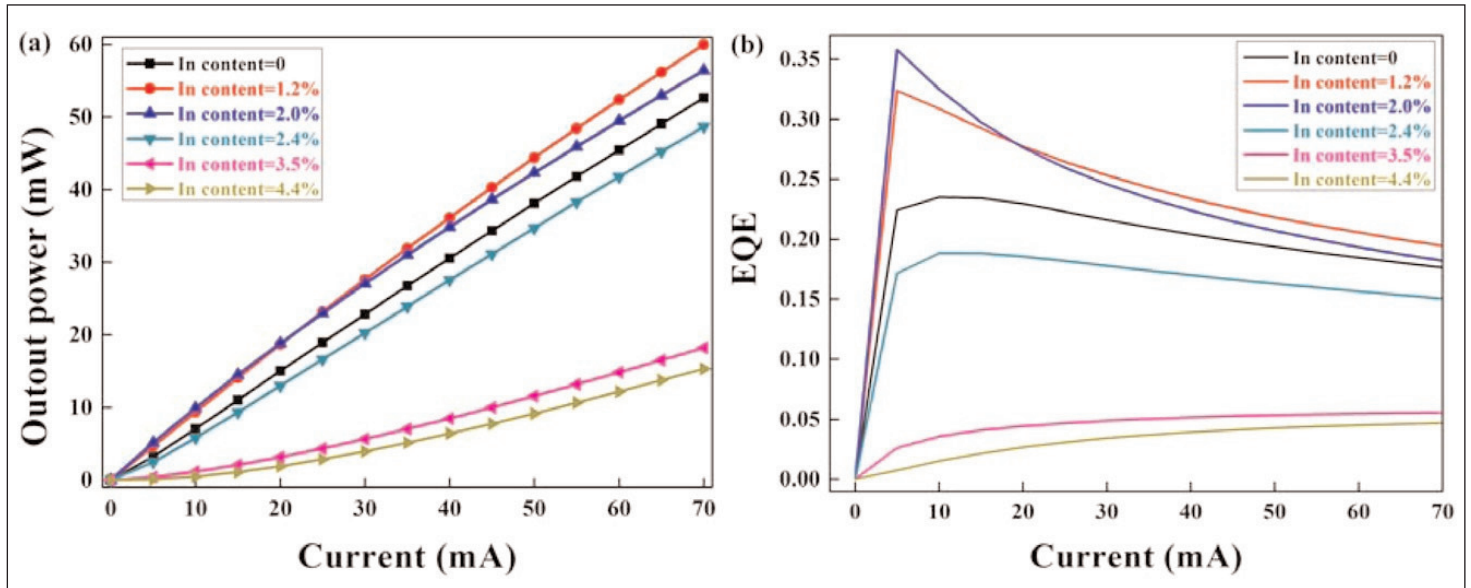 (a)
60
50
40
30
20
10
0
Outout power (mW)
In content=0
In content=1.2%
In content=2.0%
In content=2.4%
In content=3.5%
In content=4.4%
0 10 20 30 40 50 60 70
Current (mA)
(b)
0.35
0.30
0.25
0.20
0.15
0.10
0.05
0.00
EQE
In content=0
In content=1.2%
In content=2.0%
In content=2.4%
In content=3.5%
In content=4.4%
0 10 20 30 40 50 60 70
Current (mA)